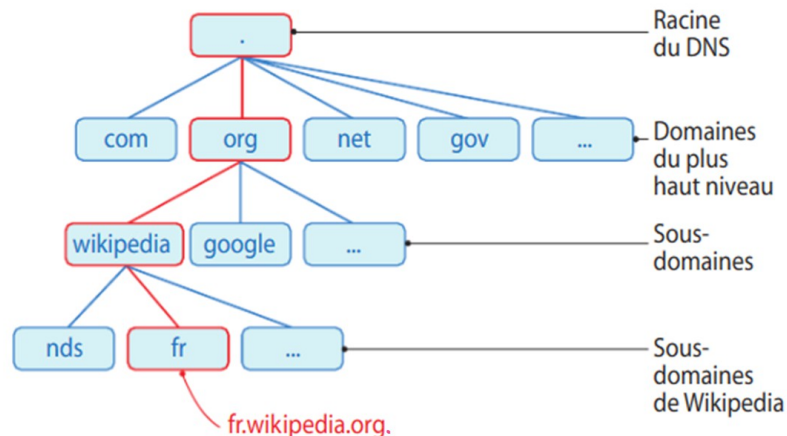 .
Racine
du DNS
com org net gov ...
Domaines
du plus
haut niveau
wikipedia google ...
Sous-
domaines
nds fr ...
Sous-
domaines
de Wikipedia
fr.wikipedia.org,